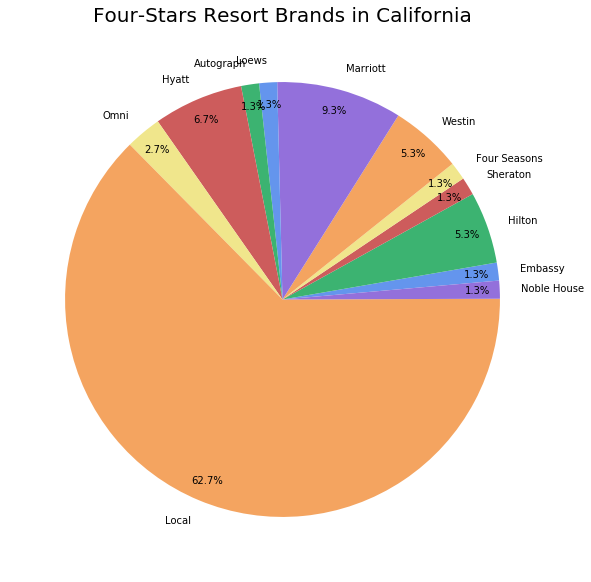 Four-Stars Resort Brands in California
Loews
Autograph
Marriott
Hyatt
Omni
Westin
Four Seasons
Sheraton
Hilton
Embassy
Noble House
Local
1.3%
1.3%
9.3%
6.7%
2.7%
5.3%
1.3%
1.3%
5.3%
1.3%
1.3%
62.7%